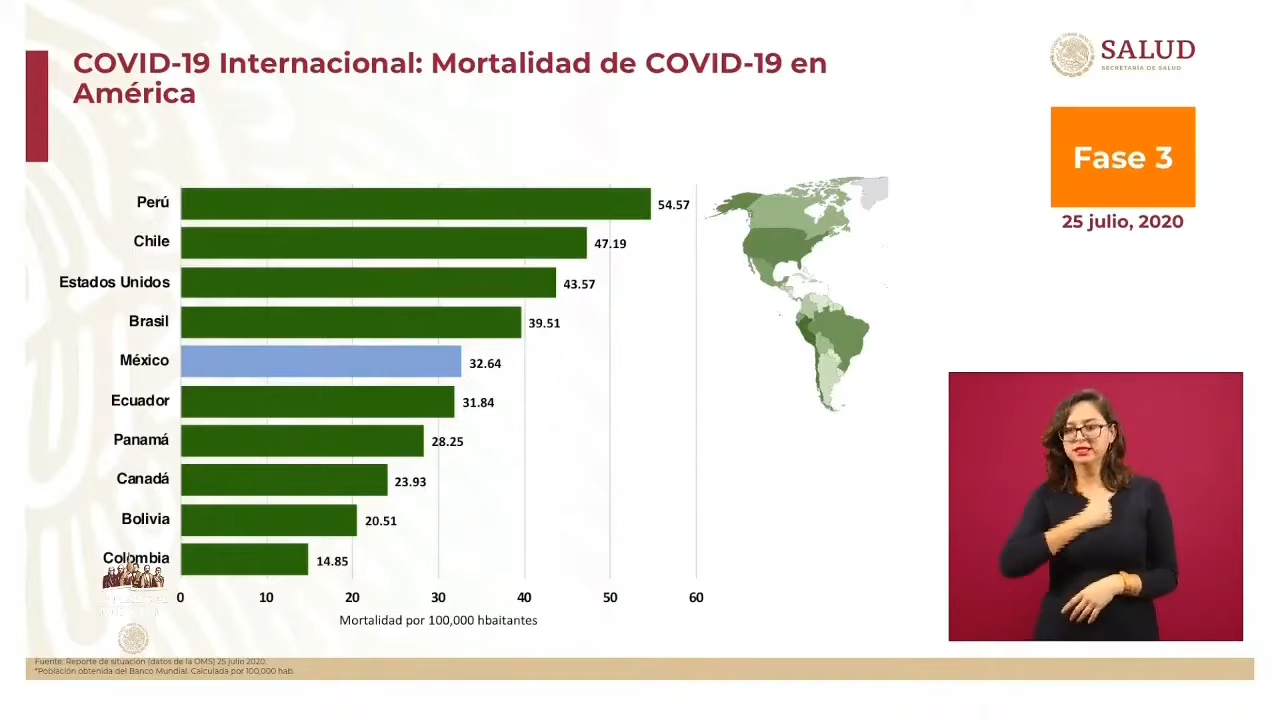 COVID-19 Internacional: Mortalidad de COVID-19 en
América
SALUD
SECRETARÍA DE SALUD
Fase 3
25 julio, 2020
Perú
54.57
Chile
47.19
Estados Unidos
43.57
Brasil
39.51
México
32.64
Ecuador
31.84
Panamá
28.25
Canadá
23.93
Bolivia
20.51
Colombia
14.85
0 10 20 30 40 50 60
Mortalidad por 100,000 hbaitantes
Fuente: Reporte de situación (datos de la OMS) 25 julio 2020.
*Población obtenida del Banco Mundial. Calculada por 100,000 hab.